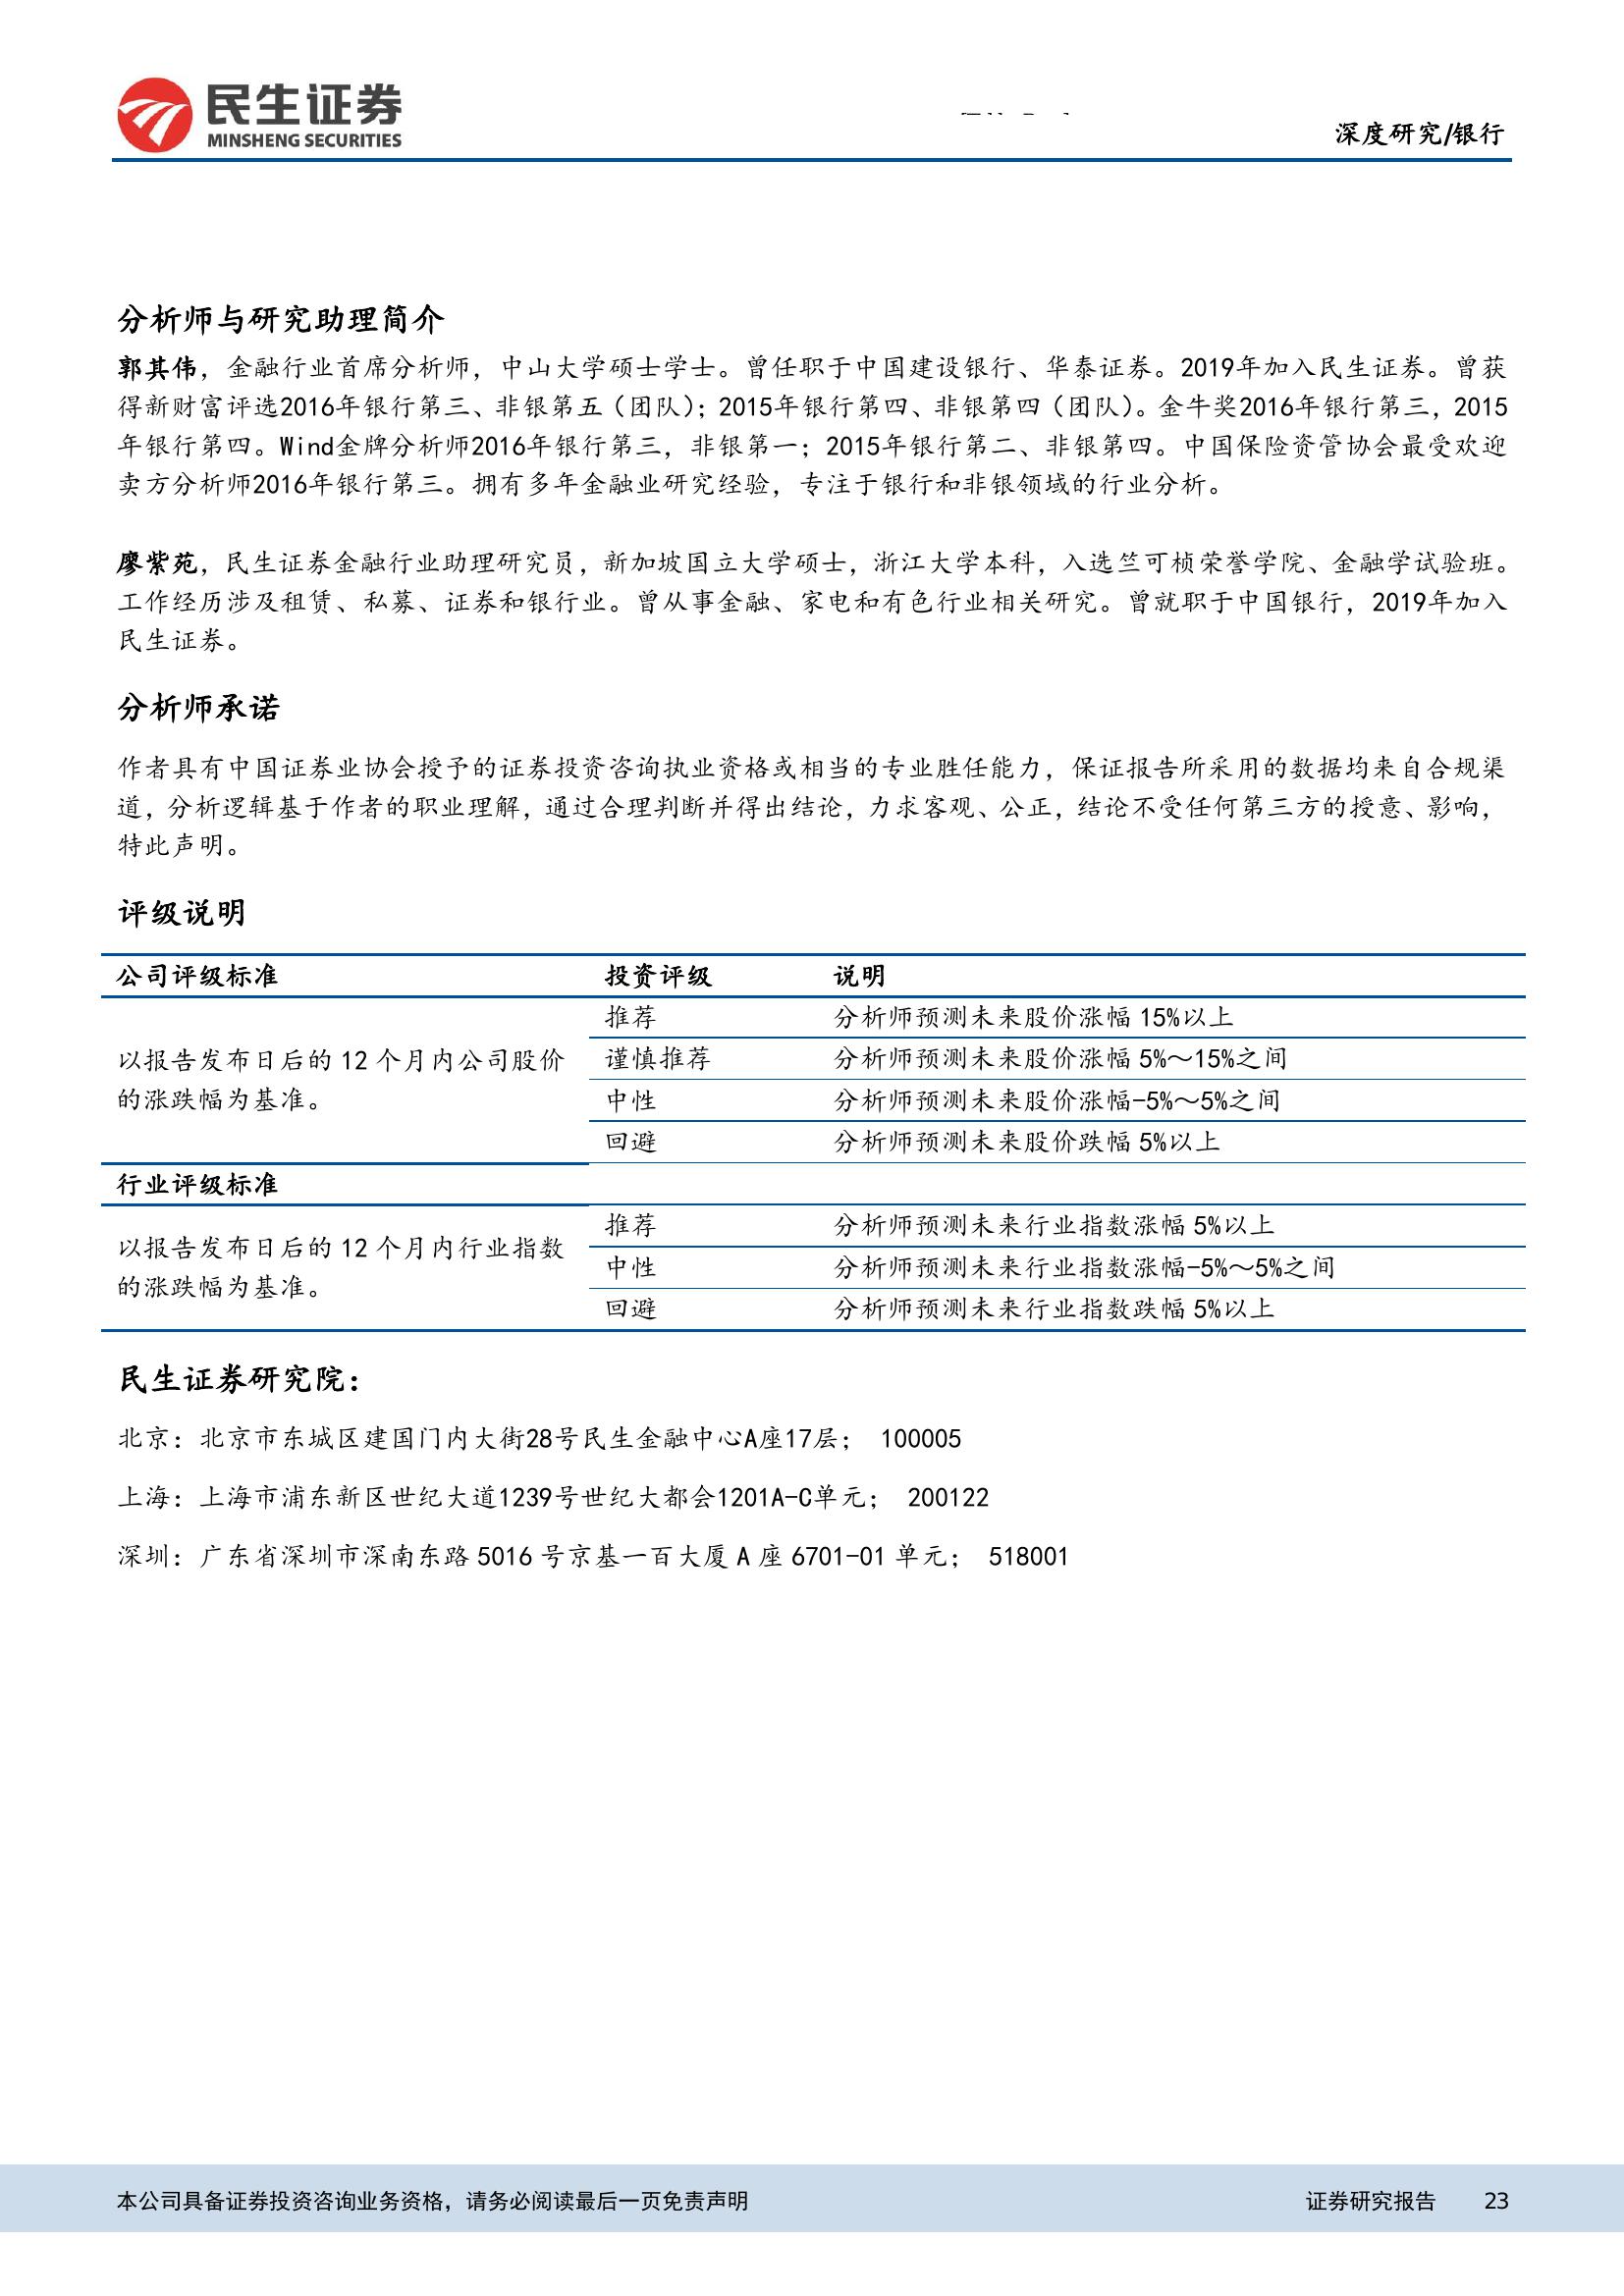 民生证券
MINSHENG SECURITIES
深度研究/银行
分析师与研究助理简介
郭其伟，金融行业首席分析师，中山大学硕士学士。曾任职于中国建设银行、华泰证券。2019年加入民生证券。曾获
得新财富评选2016年银行第三、非银第五（团队）；2015年银行第四、非银第四（团队）。金牛奖2016年银行第三，2015
年银行第四。Wind金牌分析师2016年银行第三，非银第一；2015年银行第二、非银第四。中国保险资管协会最受欢迎
卖方分析师2016年银行第三。拥有多年金融业研究经验，专注于银行和非银领域的行业分析。
廖紫苑，民生证券金融行业助理研究员，新加坡国立大学硕士，浙江大学本科，入选竺可桢荣誉学院、金融学试验班。
工作经历涉及租赁、私募、证券和银行业。曾从事金融、家电和有色行业相关研究。曾就职于中国银行，2019年加入
民生证券。
分析师承诺
作者具有中国证券业协会授予的证券投资咨询执业资格或相当的专业胜任能力，保证报告所采用的数据均来自合规渠
道，分析逻辑基于作者的职业理解，通过合理判断并得出结论，力求客观、公正，结论不受任何第三方的授意、影响，
特此声明。
评级说明
公司评级标准 投资评级 说明
以报告发布日后的 12 个月内公司股价
的涨跌幅为基准。
推荐 分析师预测未来股价涨幅 15%以上
谨慎推荐 分析师预测未来股价涨幅 5%～15%之间
中性 分析师预测未来股价涨幅-5%～5%之间
回避 分析师预测未来股价跌幅 5%以上
行业评级标准
以报告发布日后的 12 个月内行业指数
的涨跌幅为基准。
推荐 分析师预测未来行业指数涨幅 5%以上
中性 分析师预测未来行业指数涨幅-5%～5%之间
回避 分析师预测未来行业指数跌幅 5%以上
民生证券研究院：
北京：北京市东城区建国门内大街28号民生金融中心A座17层； 100005
上海：上海市浦东新区世纪大道1239号世纪大都会1201A-C单元； 200122
深圳：广东省深圳市深南东路 5016 号京基一百大厦 A 座 6701-01 单元； 518001
本公司具备证券投资咨询业务资格，请务必阅读最后一页免责声明
证券研究报告 23